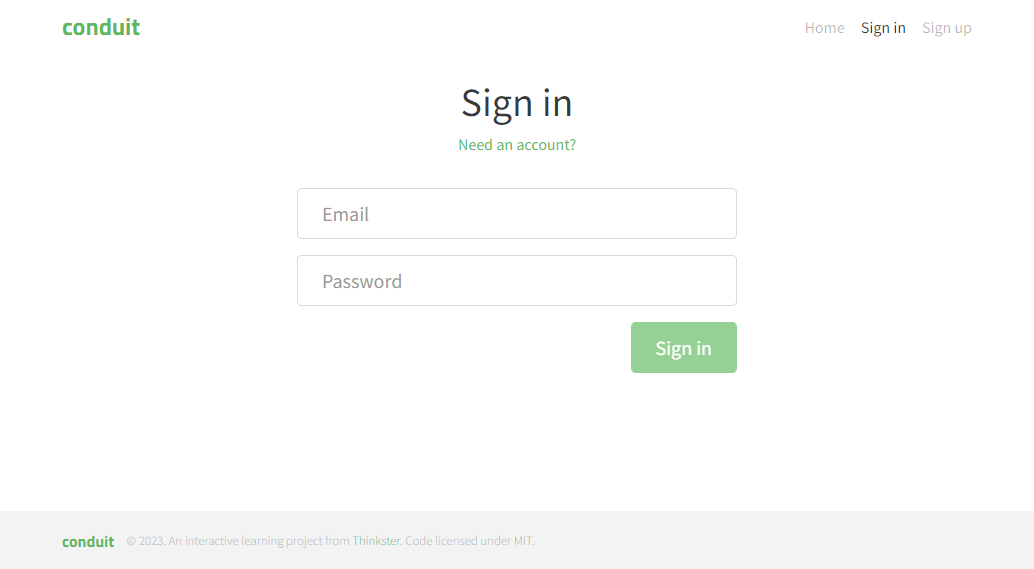 conduit
Home Sign in Sign up
Sign in
Need an account?
Email
Password
Sign in
conduit © 2023. An interactive learning project from Thinkster. Code licensed under MIT.